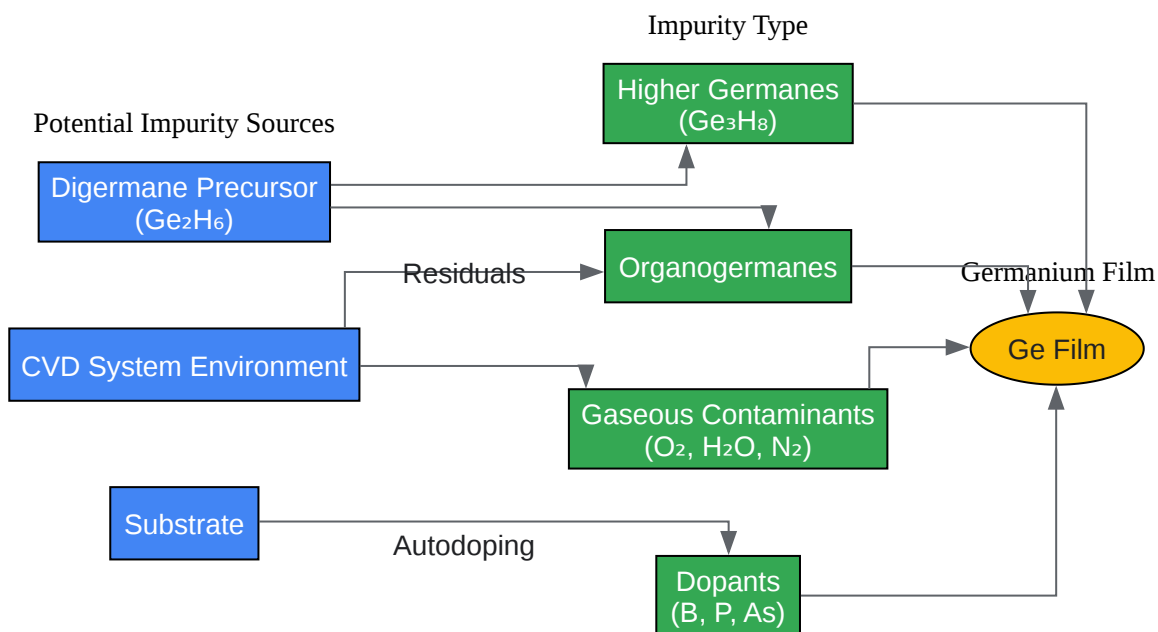 Impurity Type
Higher Germanes
(Ge₃H₈)
Potential Impurity Sources
Digermane Precursor
(Ge₂H₆)
Organogermanes
Residuals
Germanium Film
CVD System Environment
Ge Film
Gaseous Contaminants
(O₂, H₂O, N₂)
Substrate
Autodoping
Dopants
(B, P, As)